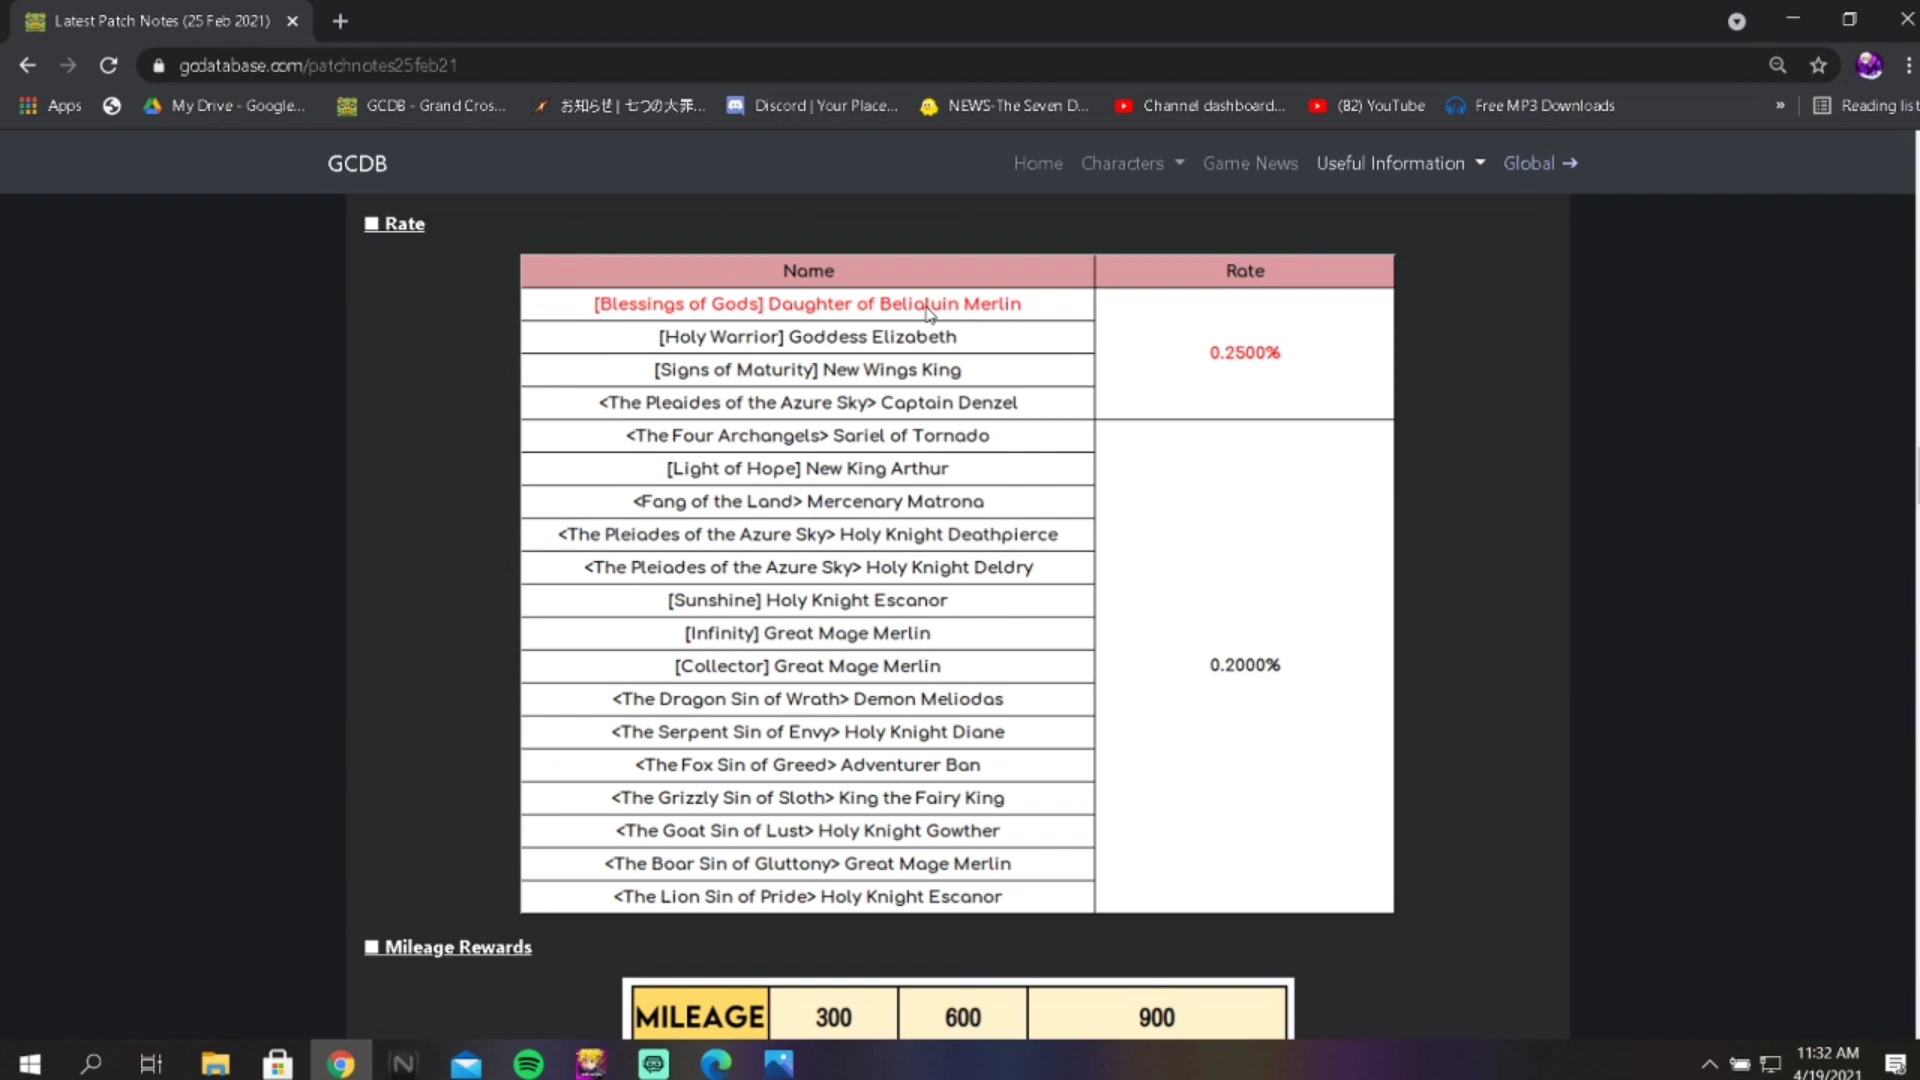 Latest Patch Notes (25 Feb 2021)
gcdatabase.com/patchnotes25feb21
Apps
My Drive - Google...
GCDB - Grand Cros...
お知らせ | 七つの大罪...
Discord | Your Place...
NEWS-The Seven D...
Channel dashboard...
(82) YouTube
Free MP3 Downloads
»
Reading list
GCDB
Home
Characters
Game News
Useful Information
Global →
■ Rate
Name
Rate
[Blessings of Gods] Daughter of Belialuin Merlin
[Holy Warrior] Goddess Elizabeth
[Signs of Maturity] New Wings King
<The Pleaides of the Azure Sky> Captain Denzel
0.2500%
<The Four Archangels> Sariel of Tornado
[Light of Hope] New King Arthur
<Fang of the Land> Mercenary Matrona
<The Pleiades of the Azure Sky> Holy Knight Deathpierce
<The Pleiades of the Azure Sky> Holy Knight Deldry
[Sunshine] Holy Knight Escanor
[Infinity] Great Mage Merlin
[Collector] Great Mage Merlin
<The Dragon Sin of Wrath> Demon Meliodas
<The Serpent Sin of Envy> Holy Knight Diane
<The Fox Sin of Greed> Adventurer Ban
<The Grizzly Sin of Sloth> King the Fairy King
<The Goat Sin of Lust> Holy Knight Gowther
<The Boar Sin of Gluttony> Great Mage Merlin
<The Lion Sin of Pride> Holy Knight Escanor
0.2000%
■ Mileage Rewards
MILEAGE
300
600
900
11:32 AM
4/19/2021